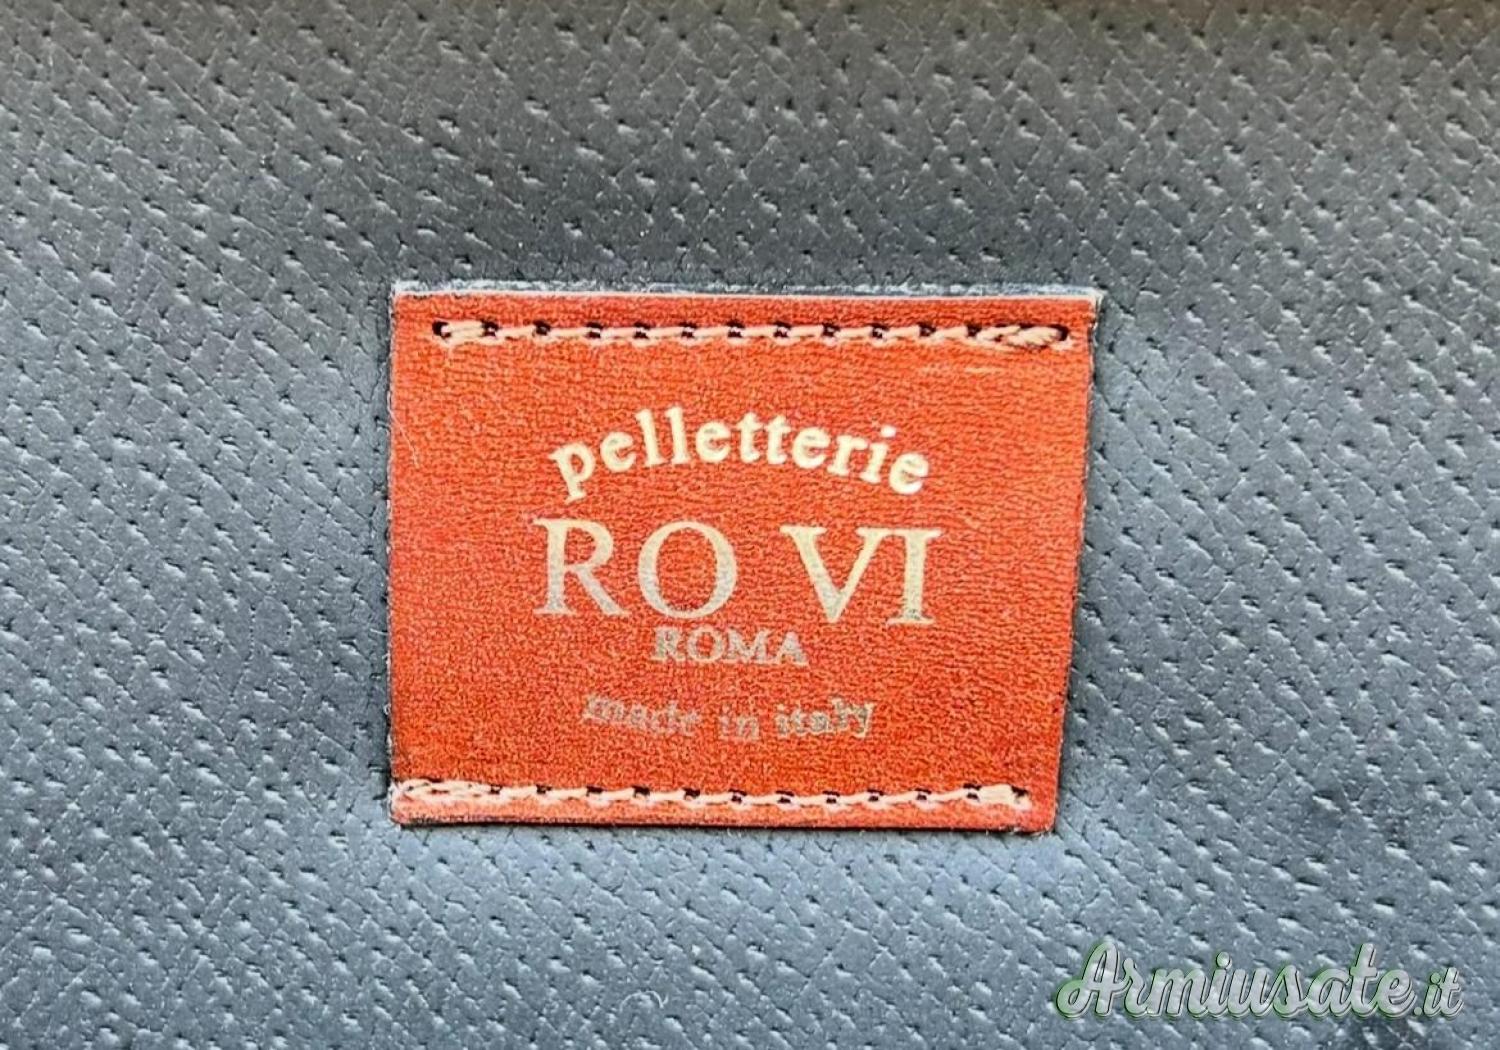 pelletterie
RO VI
ROMA
made in italy
Armiusate.it